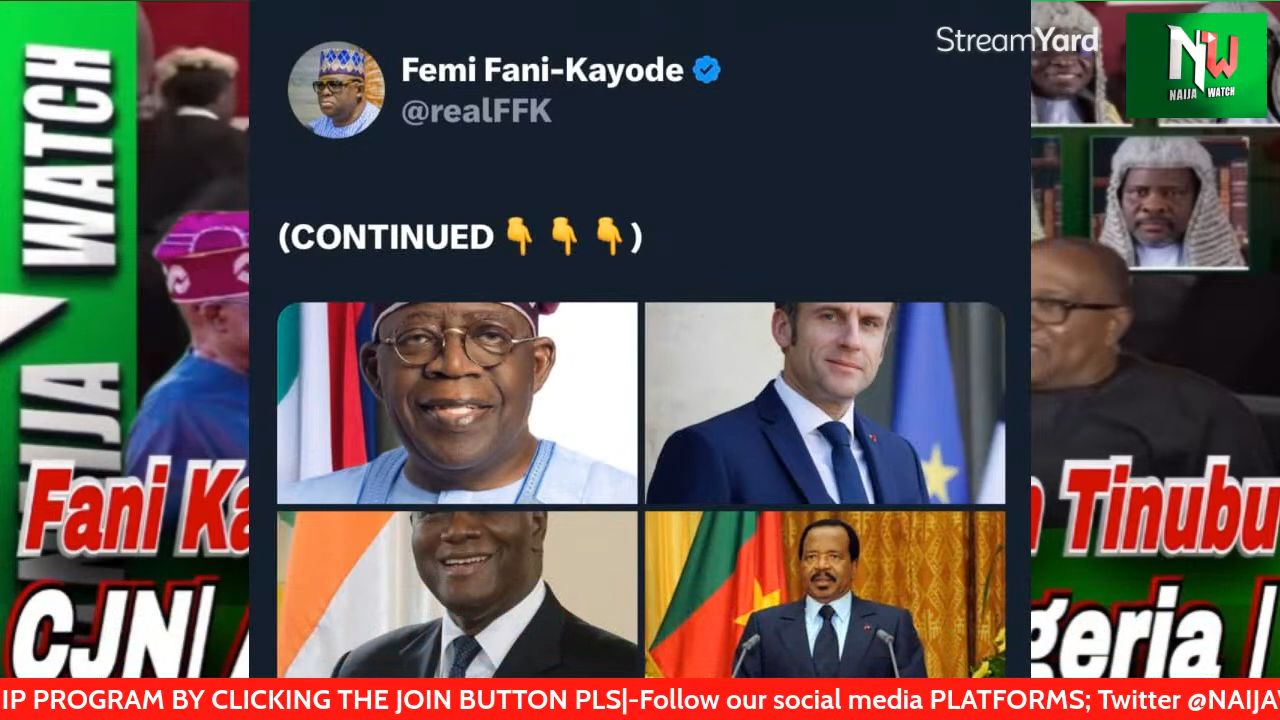 StreamYard
NW
NAIJA WATCH
WATCH
Femi Fani-Kayode
@realFFK
(CONTINUED 👇 👇 👇)
Fani Ka
Tinubu
CJN|
geria |
IP PROGRAM BY CLICKING THE JOIN BUTTON PLS|-Follow our social media PLATFORMS; Twitter @NAIJA